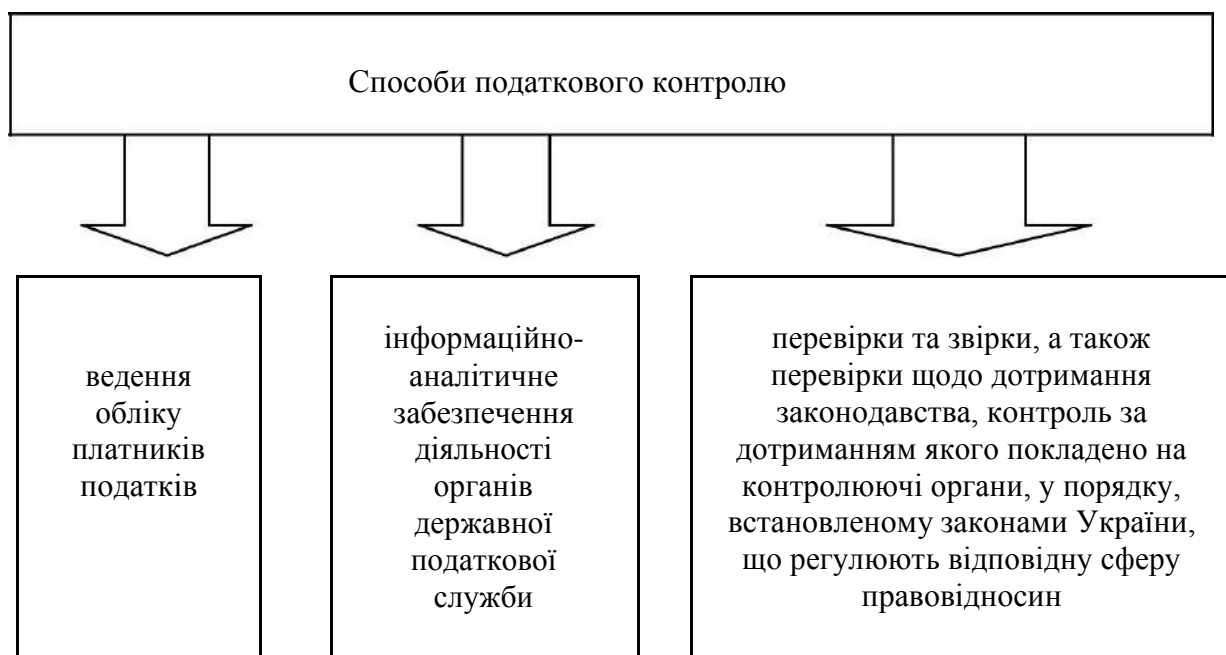 Способи податкового контролю
ведення
обліку
платників
податків
інформаційно-
аналітичне
забезпечення
діяльності
органів
державної
податкової
служби
перевірки та звірки, а також
перевірки щодо дотримання
законодавства, контроль за
дотриманням якого покладено на
контролюючі органи, у порядку,
встановленому законами України,
що регулюють відповідну сферу
правовідносин